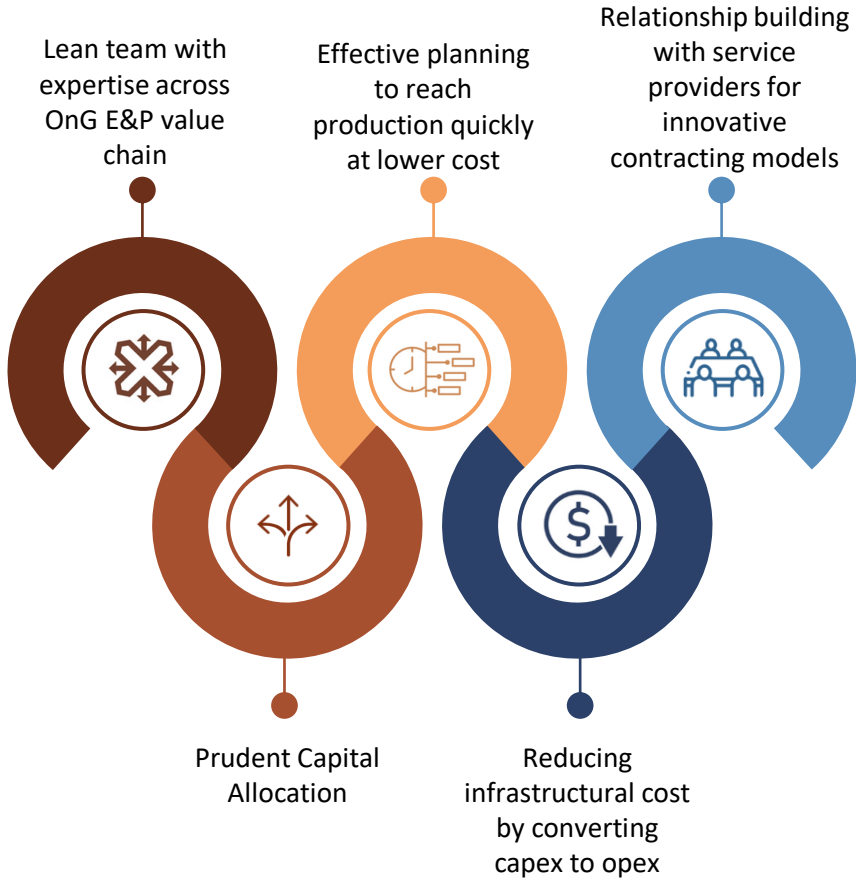 Lean team with
expertise across
OnG E&P value
chain
Effective planning
to reach
production quickly
at lower cost
Relationship building
with service
providers for
innovative
contracting models
$
Prudent Capital
Allocation
Reducing
infrastructural cost
by converting
capex to opex